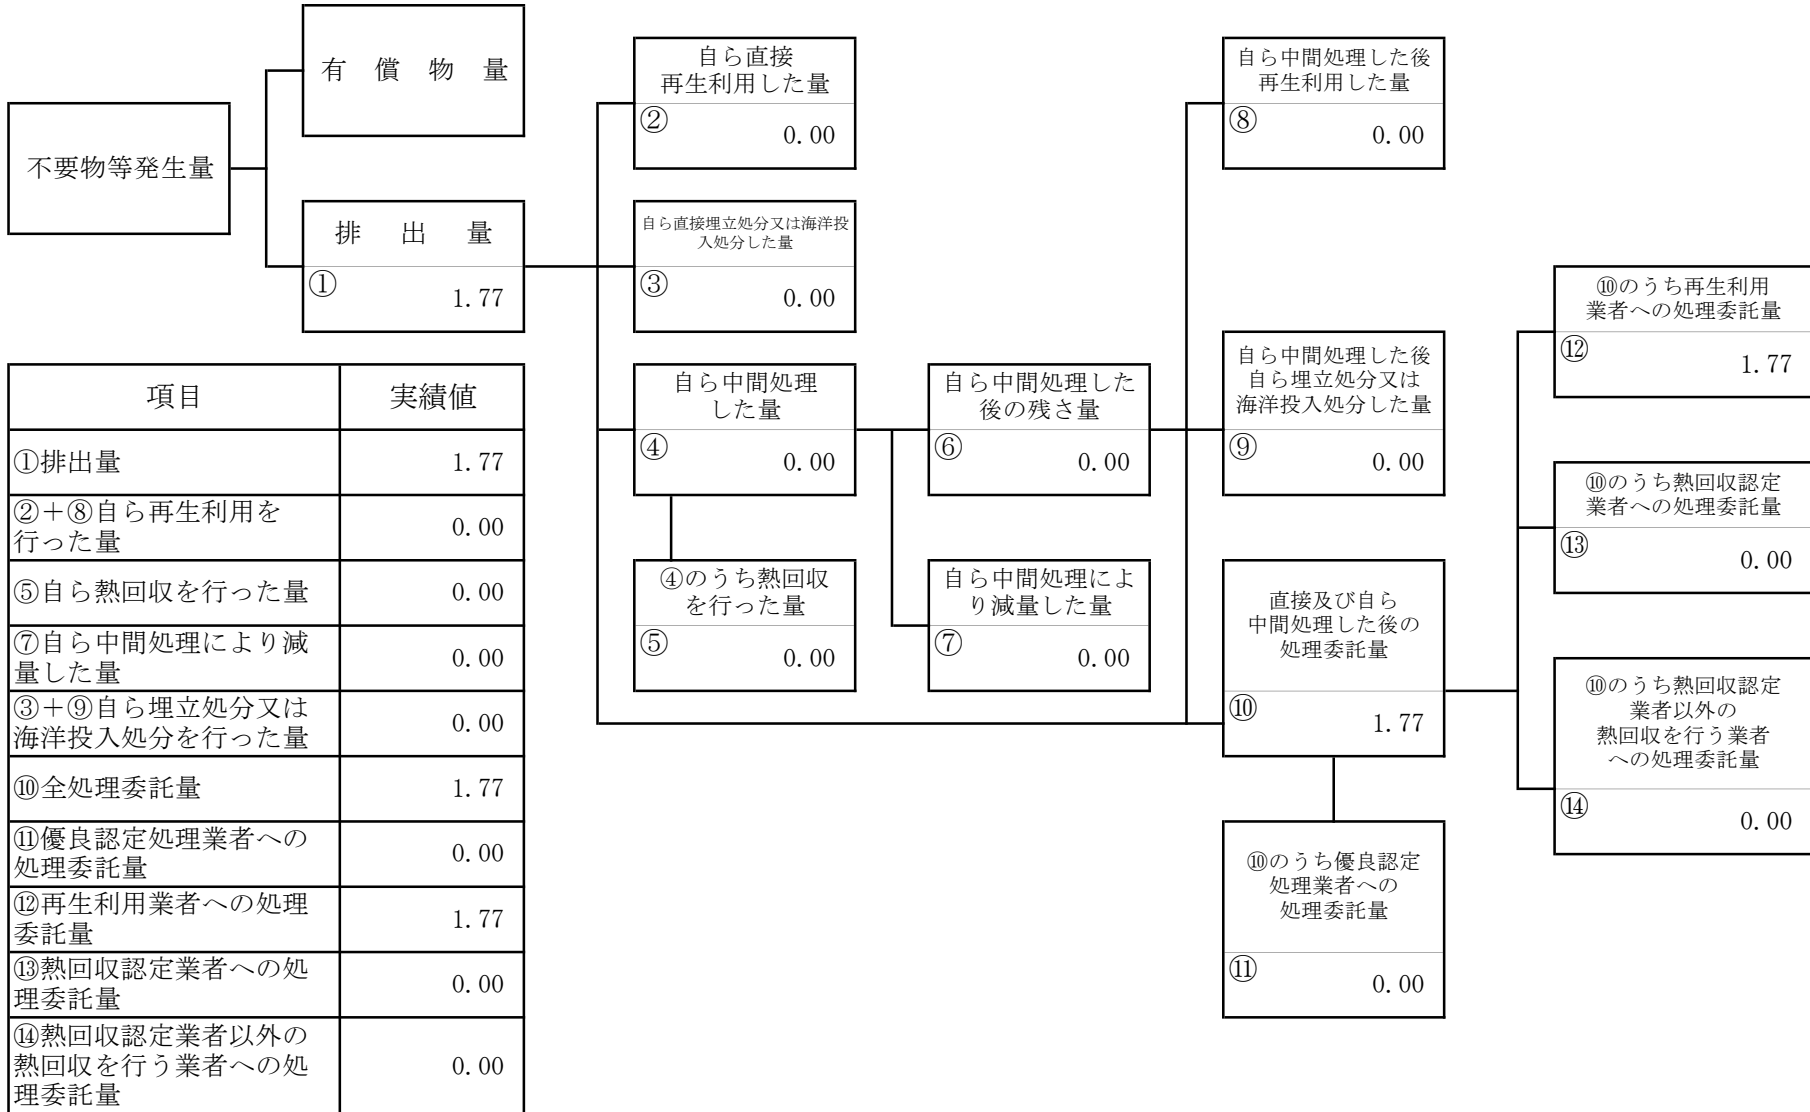 有　償　物　量
不要物等発生量
排　出　量
①
1.77
自ら直接
再生利用した量
②
0.00
自ら直接埋立処分又は海洋投
入処分した量
③
0.00
自ら中間処理
した量
④
0.00
④のうち熱回収
を行った量
⑤
0.00
自ら中間処理した
後の残さ量
⑥
0.00
自ら中間処理によ
り減量した量
⑦
0.00
自ら中間処理した後
再生利用した量
⑧
0.00
自ら中間処理した後
自ら埋立処分又は
海洋投入処分した量
⑨
0.00
直接及び自ら
中間処理した後の
処理委託量
⑩
1.77
⑩のうち優良認定
処理業者への
処理委託量
⑪
0.00
⑩のうち再生利用
業者への処理委託量
⑫
1.77
⑩のうち熱回収認定
業者への処理委託量
⑬
0.00
⑩のうち熱回収認定
業者以外の
熱回収を行う業者
への処理委託量
⑭
0.00
項目　実績値
①排出量　1.77
②＋⑧自ら再生利用を
行った量　0.00
⑤自ら熱回収を行った量　0.00
⑦自ら中間処理により減
量した量　0.00
③＋⑨自ら埋立処分又は
海洋投入処分を行った量　0.00
⑩全処理委託量　1.77
⑪優良認定処理業者への
処理委託量　0.00
⑫再生利用業者への処理
委託量　1.77
⑬熱回収認定業者への処
理委託量　0.00
⑭熱回収認定業者以外の
熱回収を行う業者への処　0.00
理委託量